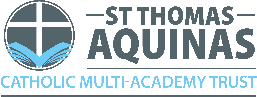 ST THOMAS
AQUINAS
CATHOLIC MULTI-ACADEMY TRUST